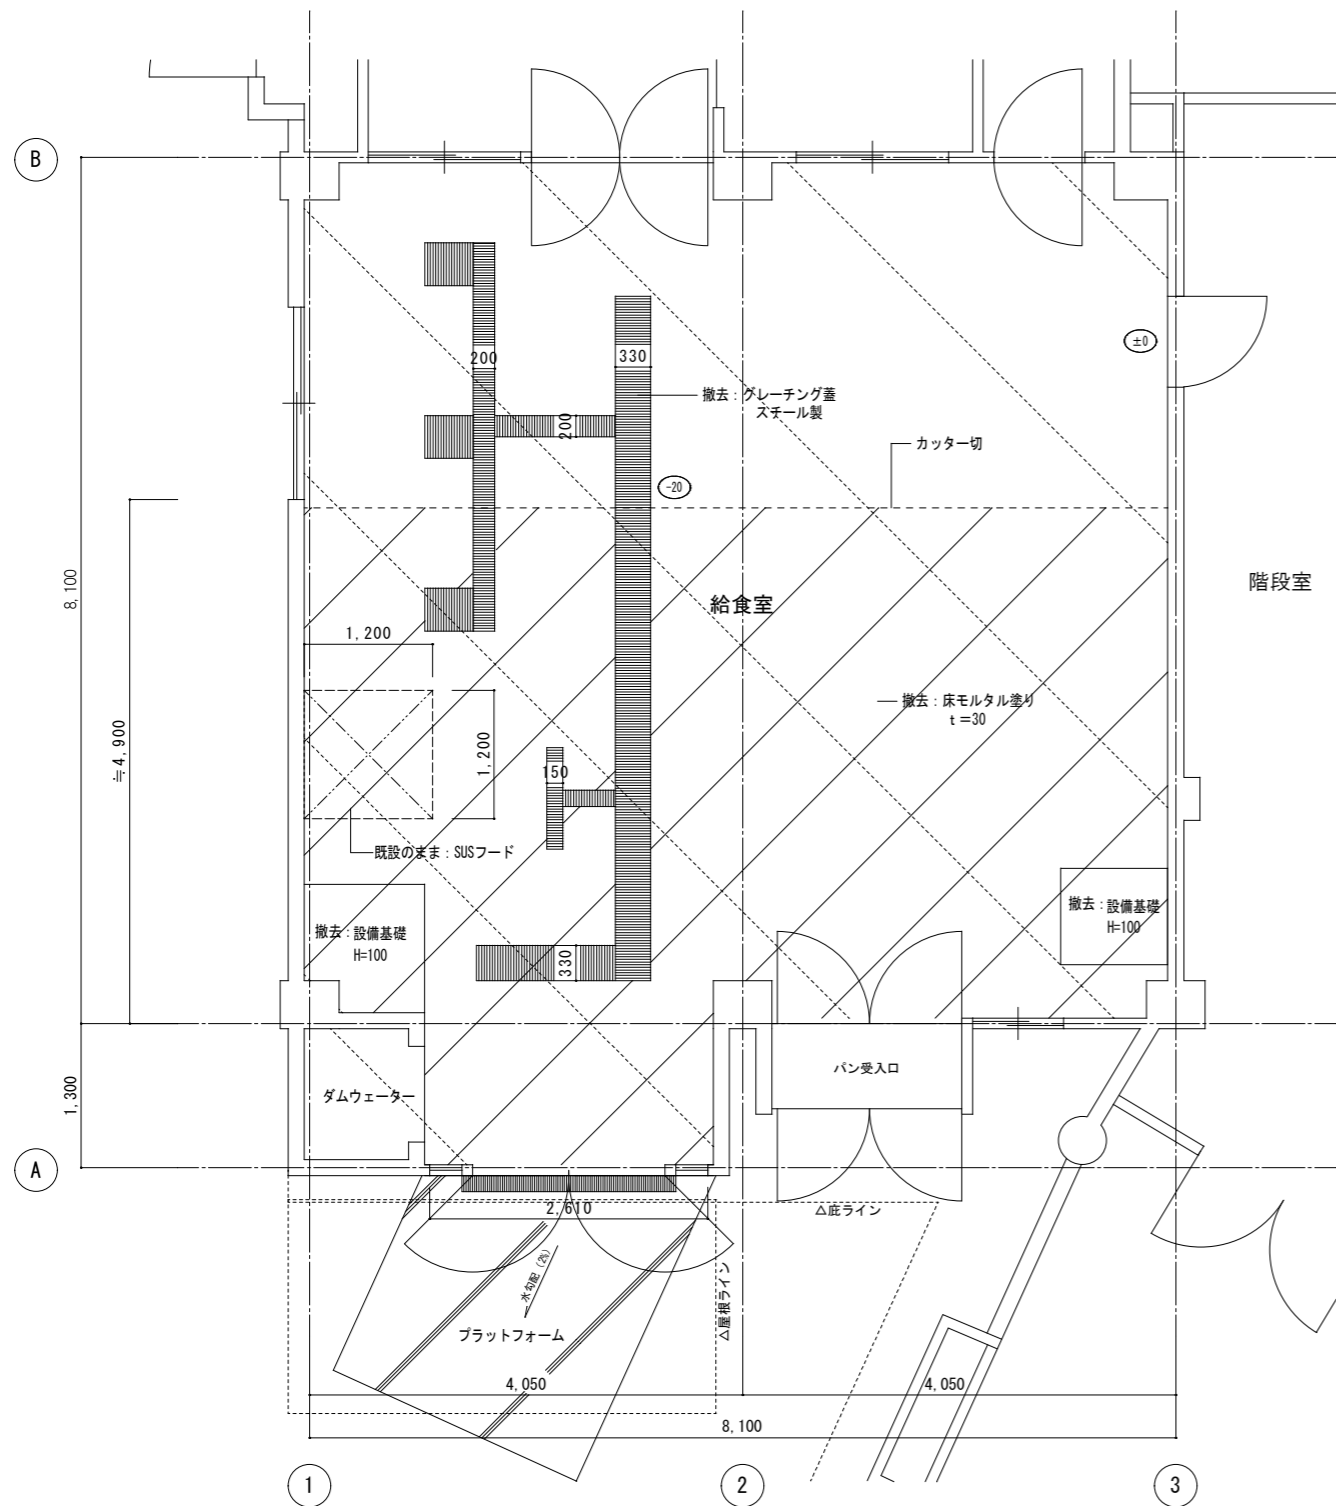 B
±0
200
330
撤去：グレーチング蓋
スチール製
200
カッター切
-20
8,100
階段室
給食室
1,200
撤去：床モルタル塗り
t＝30
≒4,900
1,200
150
既設のまま：SUSフード
撤去：設備基礎
H=100
撤去：設備基礎
H=100
330
パン受入口
ダムウェーター
1,300
A
2,610
△庇ライン
水勾配（2%）
△屋根ライン
プラットフォーム
4,050
4,050
8,100
1
2
3